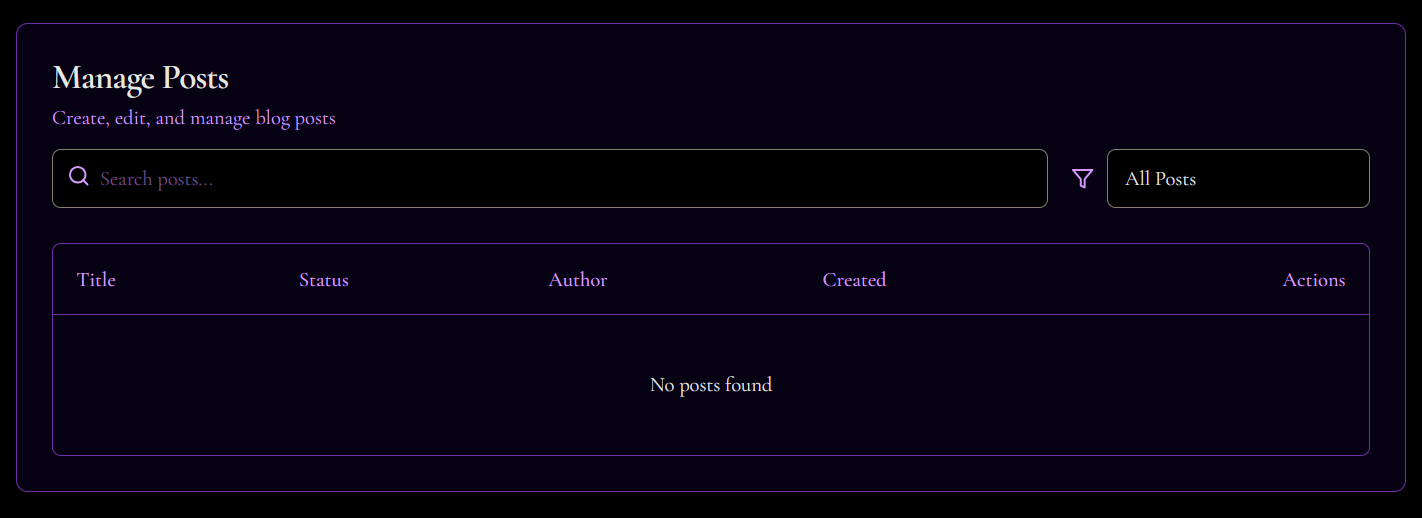 Manage Posts
Create, edit, and manage blog posts
Search posts...
All Posts
Title Status Author Created Actions
No posts found